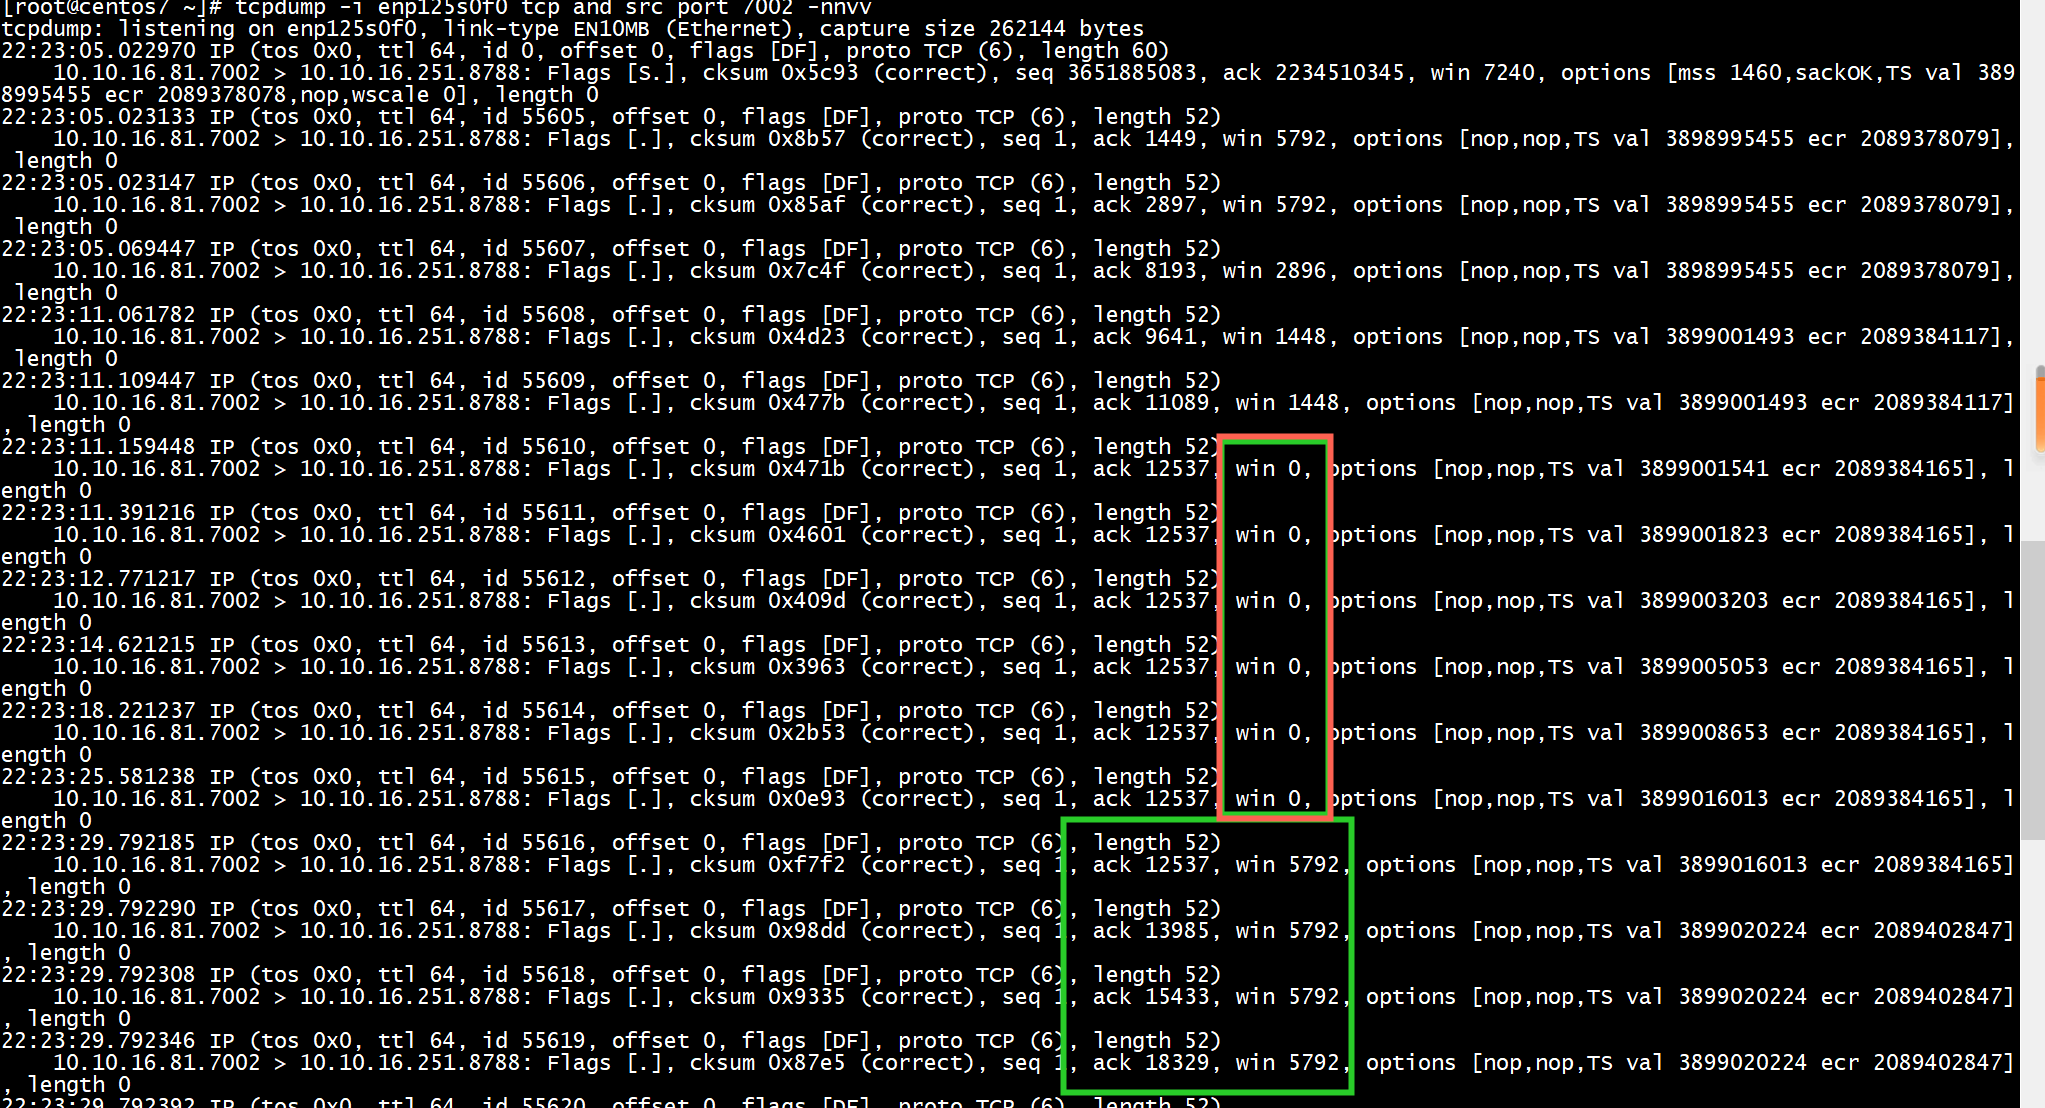 [root@centos7 ~]# tcpdump -i enp125s0f0 tcp and src port 7002 -nnvv
tcpdump: listening on enp125s0f0, link-type EN10MB (Ethernet), capture size 262144 bytes
22:23:05.022970 IP (tos 0x0, ttl 64, id 0, offset 0, flags [DF], proto TCP (6), length 60)
    10.10.16.81.7002 > 10.10.16.251.8788: Flags [S.], cksum 0x5c93 (correct), seq 3651885083, ack 2234510345, win 7240, options [mss 1460,sackOK,TS val 389
8995455 ecr 2089378078,nop,wscale 0], length 0
22:23:05.023133 IP (tos 0x0, ttl 64, id 55605, offset 0, flags [DF], proto TCP (6), length 52)
    10.10.16.81.7002 > 10.10.16.251.8788: Flags [.], cksum 0x8b57 (correct), seq 1, ack 1449, win 5792, options [nop,nop,TS val 3898995455 ecr 2089378079],
 length 0
22:23:05.023147 IP (tos 0x0, ttl 64, id 55606, offset 0, flags [DF], proto TCP (6), length 52)
    10.10.16.81.7002 > 10.10.16.251.8788: Flags [.], cksum 0x85af (correct), seq 1, ack 2897, win 5792, options [nop,nop,TS val 3898995455 ecr 2089378079],
 length 0
22:23:05.069447 IP (tos 0x0, ttl 64, id 55607, offset 0, flags [DF], proto TCP (6), length 52)
    10.10.16.81.7002 > 10.10.16.251.8788: Flags [.], cksum 0x7c4f (correct), seq 1, ack 8193, win 2896, options [nop,nop,TS val 3898995455 ecr 2089378079],
 length 0
22:23:11.061782 IP (tos 0x0, ttl 64, id 55608, offset 0, flags [DF], proto TCP (6), length 52)
    10.10.16.81.7002 > 10.10.16.251.8788: Flags [.], cksum 0x4d23 (correct), seq 1, ack 9641, win 1448, options [nop,nop,TS val 3899001493 ecr 2089384117],
 length 0
22:23:11.109447 IP (tos 0x0, ttl 64, id 55609, offset 0, flags [DF], proto TCP (6), length 52)
    10.10.16.81.7002 > 10.10.16.251.8788: Flags [.], cksum 0x477b (correct), seq 1, ack 11089, win 1448, options [nop,nop,TS val 3899001493 ecr 2089384117]
, length 0
22:23:11.159448 IP (tos 0x0, ttl 64, id 55610, offset 0, flags [DF], proto TCP (6), length 52)
    10.10.16.81.7002 > 10.10.16.251.8788: Flags [.], cksum 0x471b (correct), seq 1, ack 12537, win 0, options [nop,nop,TS val 3899001541 ecr 2089384165], l
ength 0
22:23:11.391216 IP (tos 0x0, ttl 64, id 55611, offset 0, flags [DF], proto TCP (6), length 52)
    10.10.16.81.7002 > 10.10.16.251.8788: Flags [.], cksum 0x4601 (correct), seq 1, ack 12537, win 0, options [nop,nop,TS val 3899001823 ecr 2089384165], l
ength 0
22:23:12.771217 IP (tos 0x0, ttl 64, id 55612, offset 0, flags [DF], proto TCP (6), length 52)
    10.10.16.81.7002 > 10.10.16.251.8788: Flags [.], cksum 0x409d (correct), seq 1, ack 12537, win 0, options [nop,nop,TS val 3899003203 ecr 2089384165], l
ength 0
22:23:14.621215 IP (tos 0x0, ttl 64, id 55613, offset 0, flags [DF], proto TCP (6), length 52)
    10.10.16.81.7002 > 10.10.16.251.8788: Flags [.], cksum 0x3963 (correct), seq 1, ack 12537, win 0, options [nop,nop,TS val 3899005053 ecr 2089384165], l
ength 0
22:23:18.221237 IP (tos 0x0, ttl 64, id 55614, offset 0, flags [DF], proto TCP (6), length 52)
    10.10.16.81.7002 > 10.10.16.251.8788: Flags [.], cksum 0x2b53 (correct), seq 1, ack 12537, win 0, options [nop,nop,TS val 3899008653 ecr 2089384165], l
ength 0
22:23:25.581238 IP (tos 0x0, ttl 64, id 55615, offset 0, flags [DF], proto TCP (6), length 52)
    10.10.16.81.7002 > 10.10.16.251.8788: Flags [.], cksum 0x0e93 (correct), seq 1, ack 12537, win 0, options [nop,nop,TS val 3899016013 ecr 2089384165], l
ength 0
22:23:29.792185 IP (tos 0x0, ttl 64, id 55616, offset 0, flags [DF], proto TCP (6), length 52)
    10.10.16.81.7002 > 10.10.16.251.8788: Flags [.], cksum 0xf7f2 (correct), seq 1, ack 12537, win 5792, options [nop,nop,TS val 3899016013 ecr 2089384165]
, length 0
22:23:29.792290 IP (tos 0x0, ttl 64, id 55617, offset 0, flags [DF], proto TCP (6), length 52)
    10.10.16.81.7002 > 10.10.16.251.8788: Flags [.], cksum 0x98dd (correct), seq 1, ack 13985, win 5792, options [nop,nop,TS val 3899020224 ecr 2089402847]
, length 0
22:23:29.792308 IP (tos 0x0, ttl 64, id 55618, offset 0, flags [DF], proto TCP (6), length 52)
    10.10.16.81.7002 > 10.10.16.251.8788: Flags [.], cksum 0x9335 (correct), seq 1, ack 15433, win 5792, options [nop,nop,TS val 3899020224 ecr 2089402847]
, length 0
22:23:29.792346 IP (tos 0x0, ttl 64, id 55619, offset 0, flags [DF], proto TCP (6), length 52)
    10.10.16.81.7002 > 10.10.16.251.8788: Flags [.], cksum 0x87e5 (correct), seq 1, ack 18329, win 5792, options [nop,nop,TS val 3899020224 ecr 2089402847]
, length 0
22:23:29.792392 IP (tos 0x0, ttl 64, id 55620, offset 0, flags [DF], proto TCP (6), length 52)